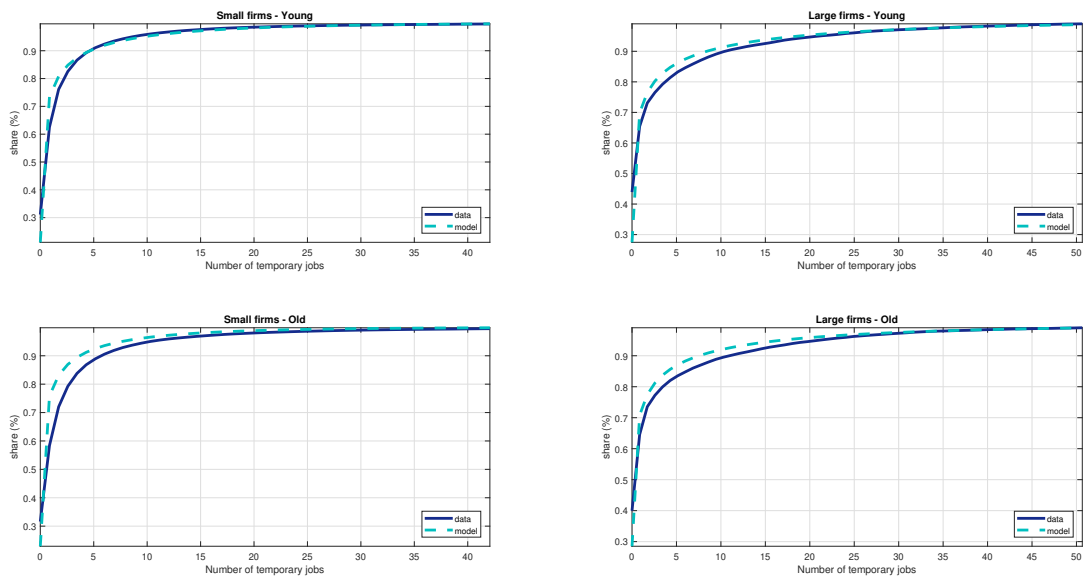 Small firms - Young
share (%)
0.9
0.8
0.7
0.6
0.5
0.4
0.3
0 5 10 15 20 25 30 35 40
Number of temporary jobs
data
model
Large firms - Young
share (%)
0.9
0.8
0.7
0.6
0.5
0.4
0.3
0 5 10 15 20 25 30 35 40 45 50
Number of temporary jobs
data
model
Small firms - Old
share (%)
0.9
0.8
0.7
0.6
0.5
0.4
0.3
0 5 10 15 20 25 30 35 40
Number of temporary jobs
data
model
Large firms - Old
share (%)
0.9
0.8
0.7
0.6
0.5
0.4
0.3
0 5 10 15 20 25 30 35 40 45 50
Number of temporary jobs
data
model